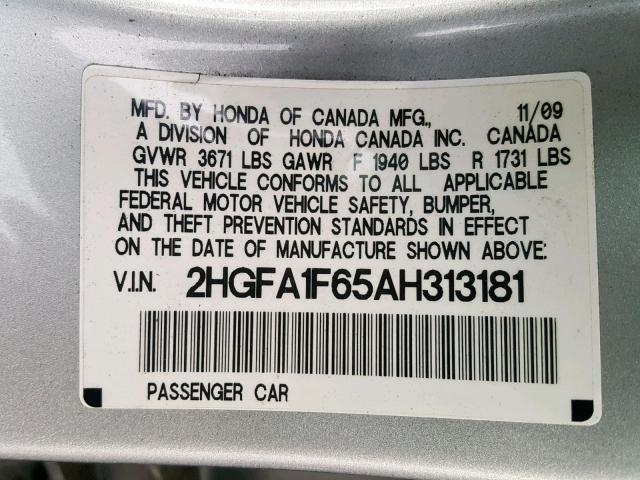 MFD. BY HONDA OF CANADA MFG., 11/09
A DIVISION OF HONDA CANADA INC. CANADA
GVWR 3671 LBS GAWR F 1940 LBS R 1731 LBS
THIS VEHICLE CONFORMS TO ALL APPLICABLE
FEDERAL MOTOR VEHICLE SAFETY, BUMPER,
AND THEFT PREVENTION STANDARDS IN EFFECT
ON THE DATE OF MANUFACTURE SHOWN ABOVE:
V.I.N. 2HGFA1F65AH313181
PASSENGER CAR